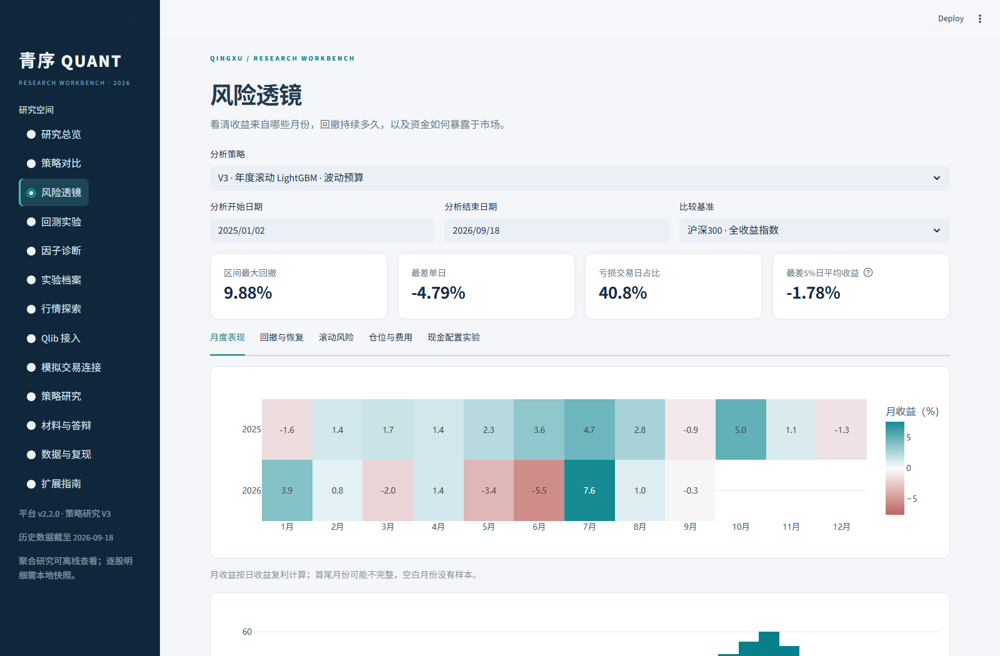 青序 QUANT
RESEARCH WORKBENCH · 2026
研究空间
研究总览
策略对比
风险透镜
回测实验
因子诊断
实验档案
行情探索
Qlib 接入
模拟交易连接
策略研究
材料与答辩
数据与复现
扩展指南
平台 v2.2.0 · 策略研究 V3
历史数据截至 2026-09-18
聚合研究可离线查看；逐股明
细需本地快照。
Deploy
QINGXU / RESEARCH WORKBENCH
风险透镜
看清收益来自哪些月份，回撤持续多久，以及资金如何暴露于市场。
分析策略
V3 · 年度滚动 LightGBM · 波动预算
分析开始日期 分析结束日期 比较基准
2025/01/02 2026/09/18 沪深300 · 全收益指数
区间最大回撤 最差单日 亏损交易日占比 最差5%日平均收益
9.88% -4.79% 40.8% -1.78%
月度表现 回撤与恢复 滚动风险 仓位与费用 现金配置实验
月收益（%）
5
0
−5
2025 -1.6 1.4 1.7 1.4 2.3 3.6 4.7 2.8 -0.9 5.0 1.1 -1.3
2026 3.9 0.8 -2.0 1.4 -3.4 -5.5 7.6 1.0 -0.3
1月 2月 3月 4月 5月 6月 7月 8月 9月 10月 11月 12月
月收益按日收益复利计算；首尾月份可能不完整，空白月份没有样本。
60